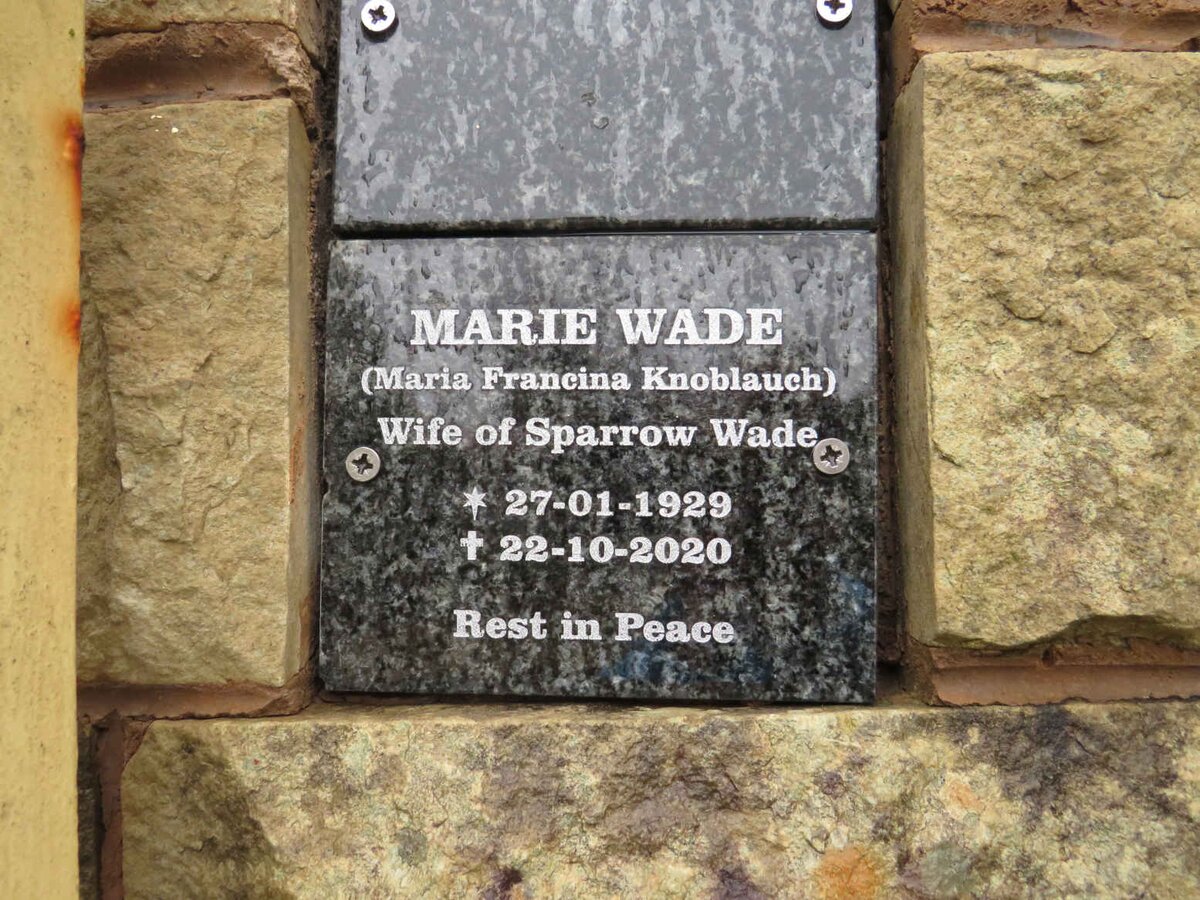 MARIE WADE
(Maria Francina Knoblauch)
Wife of Sparrow Wade
✶ 27-01-1929
✝ 22-10-2020
Rest in Peace